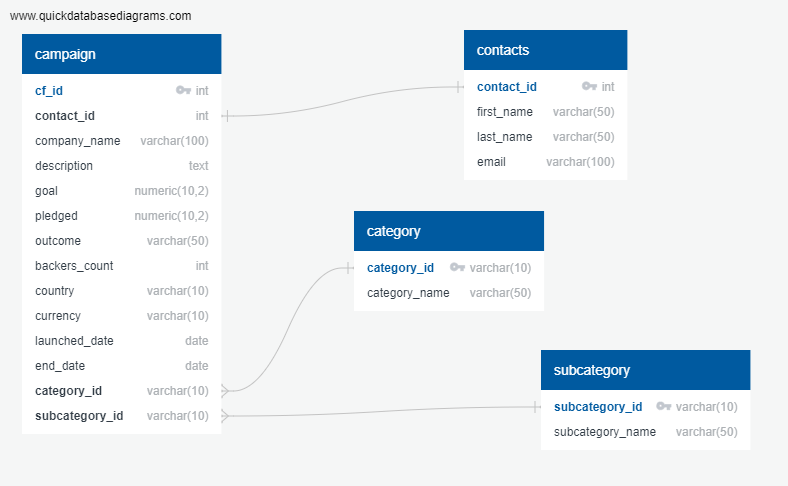 www.quickdatabasediagrams.com
campaign
cf_id int
contact_id int
company_name varchar(100)
description text
goal numeric(10,2)
pledged numeric(10,2)
outcome varchar(50)
backers_count int
country varchar(10)
currency varchar(10)
launched_date date
end_date date
category_id varchar(10)
subcategory_id varchar(10)
contacts
contact_id int
first_name varchar(50)
last_name varchar(50)
email varchar(100)
category
category_id varchar(10)
category_name varchar(50)
subcategory
subcategory_id varchar(10)
subcategory_name varchar(50)